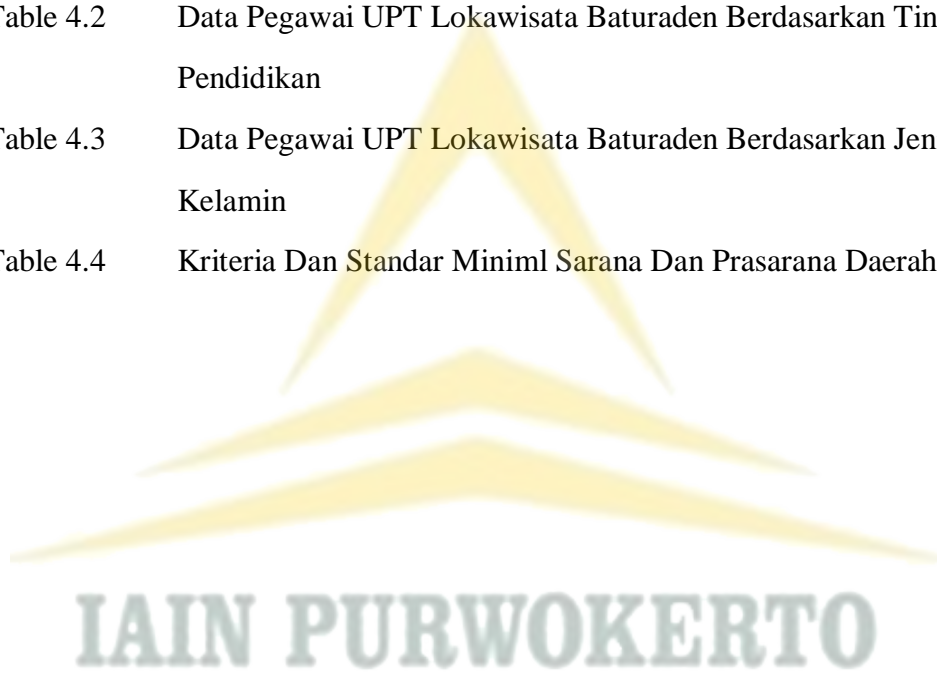 Table 4.2 Data Pegawai UPT Lokawisata Baturaden Berdasarkan Tin
Pendidikan
Table 4.3 Data Pegawai UPT Lokawisata Baturaden Berdasarkan Jen
Kelamin
Table 4.4 Kriteria Dan Standar Miniml Sarana Dan Prasarana Daerah
IAIN PURWOKERTO